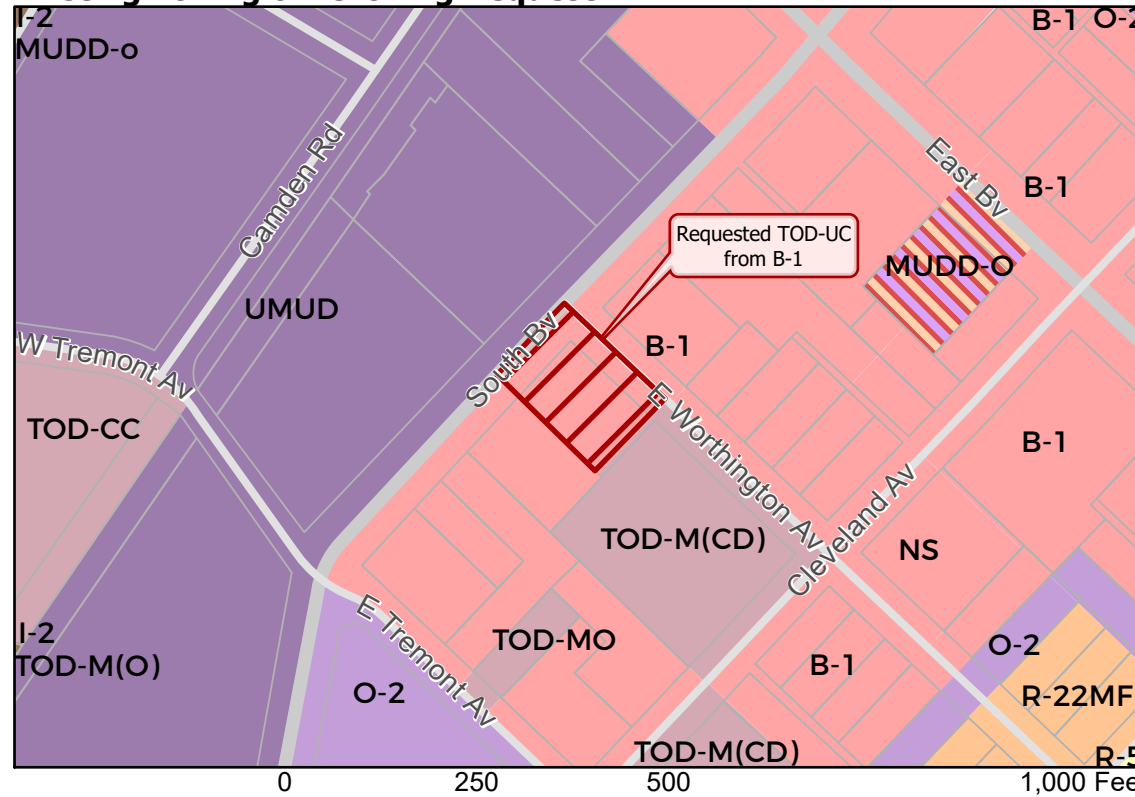 I-2
MUDD-o
B-1
Camden Rd
East Bv
B-1
Requested TOD-UC
from B-1
MUDD-O
UMUD
B-1
South Bv
W Tremont Av
TOD-CC
E Worthington Av
B-1
TOD-M(CD)
Cleveland Av
NS
E Tremont Av
I-2
TOD-M(O)
TOD-MO
O-2
B-1
O-2
R-22MF
TOD-M(CD)
0
250
500
1,000